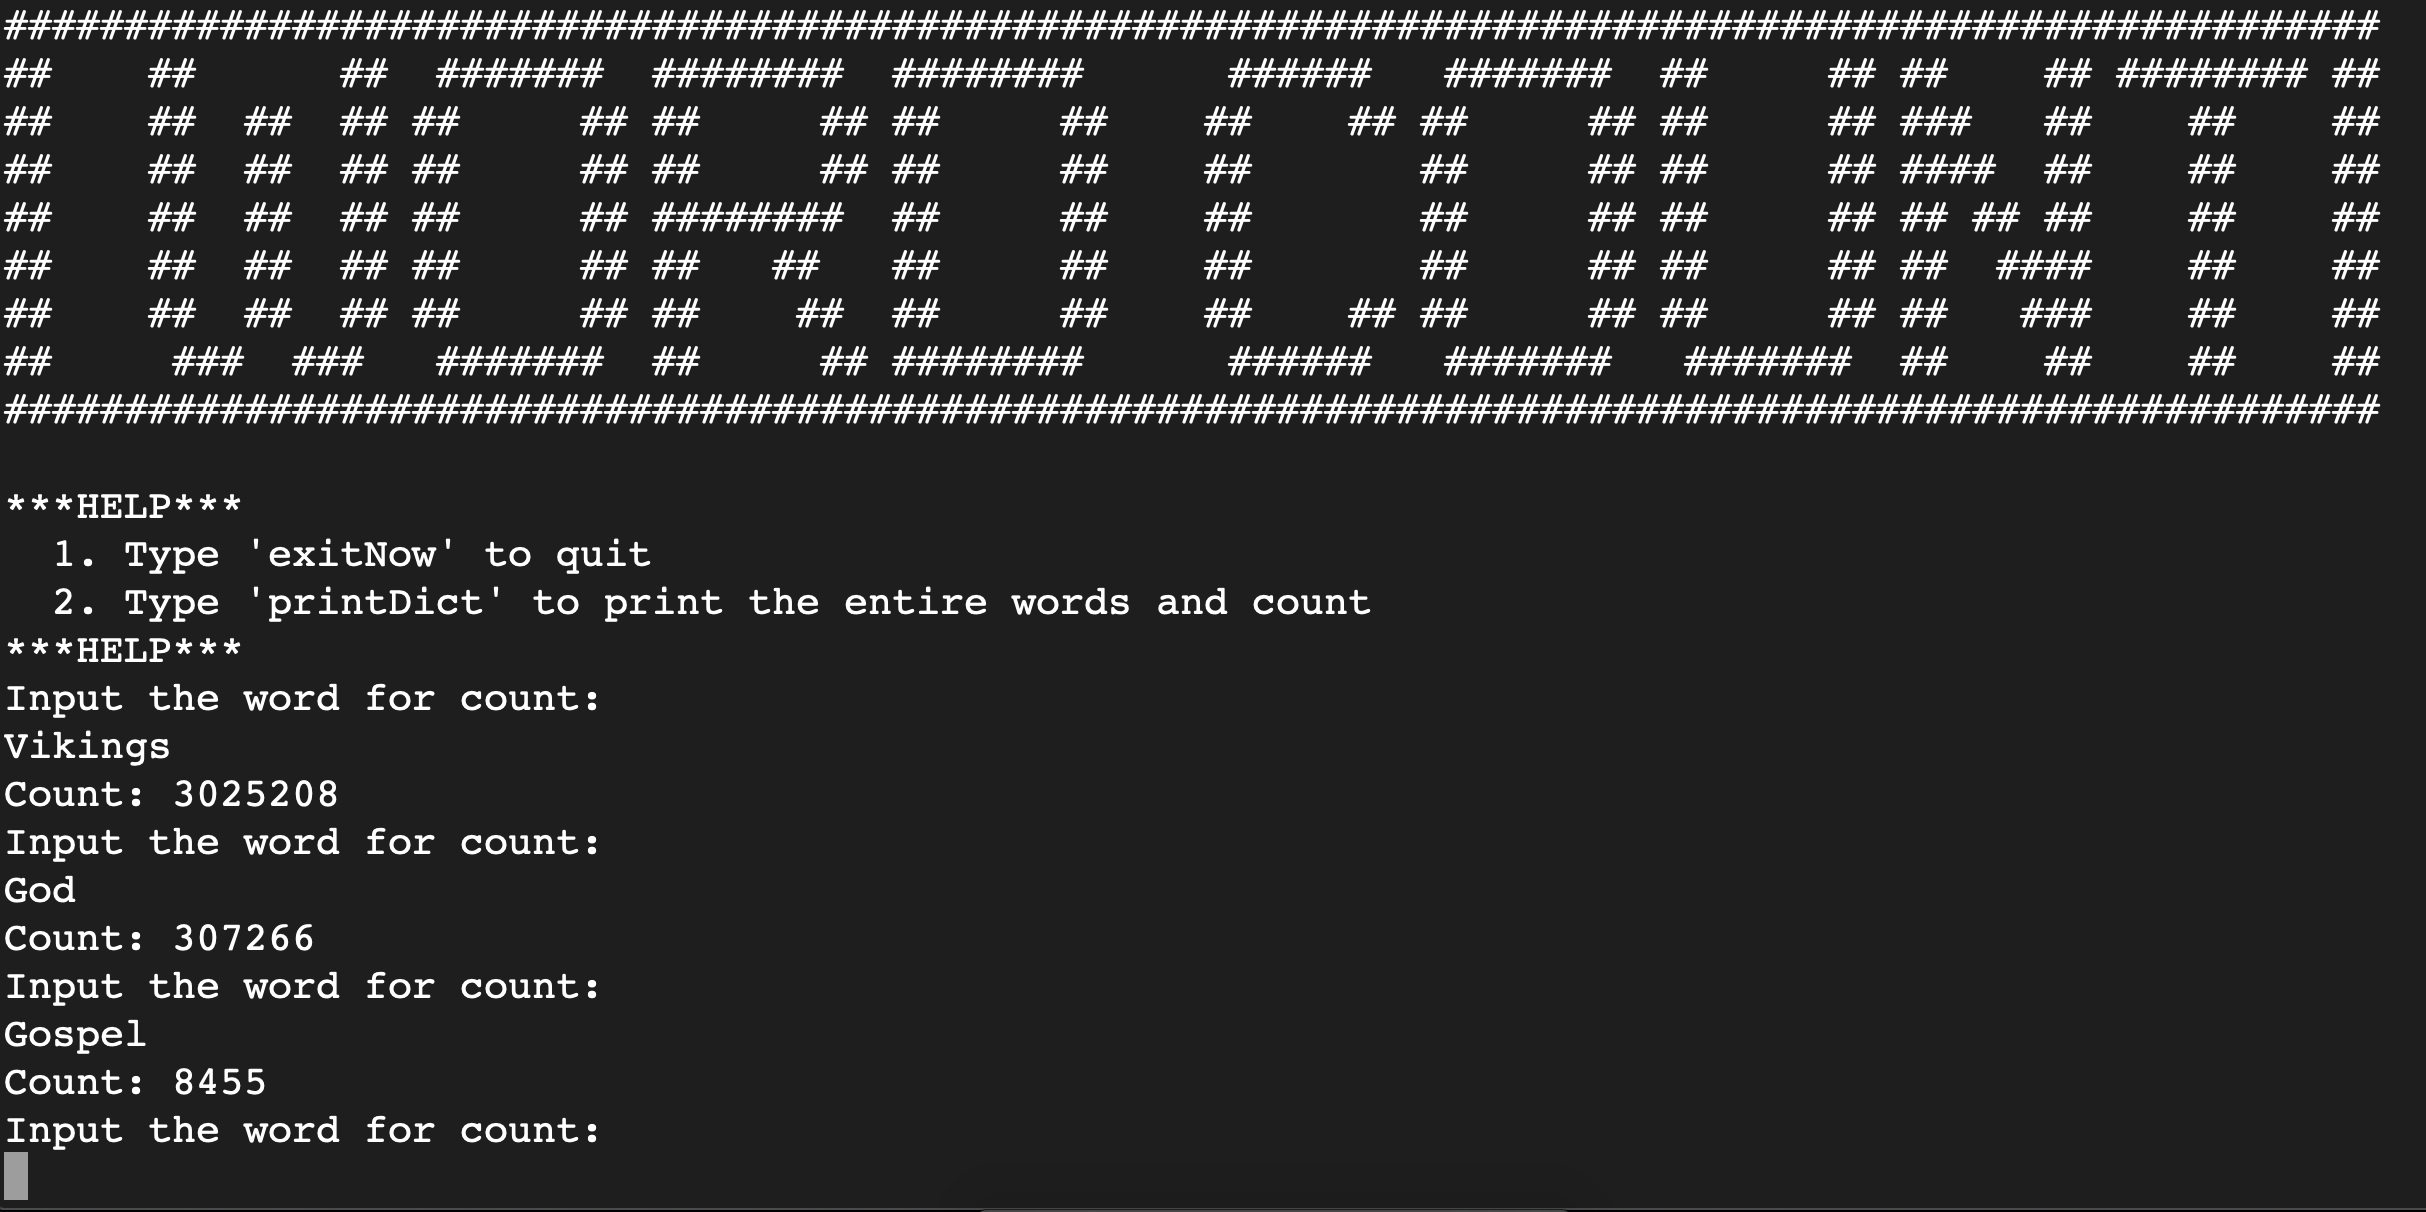 ###################################################################################################
##    ##      ##  #######  ########  ########      ######   #######  ##     ## ##    ## ######## ##
##    ##  ##  ## ##     ## ##     ## ##     ##    ##    ## ##     ## ##     ## ###   ##    ##    ##
##    ##  ##  ## ##     ## ##     ## ##     ##    ##       ##     ## ##     ## ####  ##    ##    ##
##    ##  ##  ## ##     ## ########  ##     ##    ##       ##     ## ##     ## ## ## ##    ##    ##
##    ##  ##  ## ##     ## ##   ##   ##     ##    ##       ##     ## ##     ## ##  ####    ##    ##
##    ##  ##  ## ##     ## ##    ##  ##     ##    ##    ## ##     ## ##     ## ##   ###    ##    ##
##     ###  ###   #######  ##     ## ########      ######   #######   #######  ##    ##    ##    ##
###################################################################################################
***HELP***
  1. Type 'exitNow' to quit
  2. Type 'printDict' to print the entire words and count
***HELP***
Input the word for count:
Vikings
Count: 3025208
Input the word for count:
God
Count: 307266
Input the word for count:
Gospel
Count: 8455
Input the word for count: